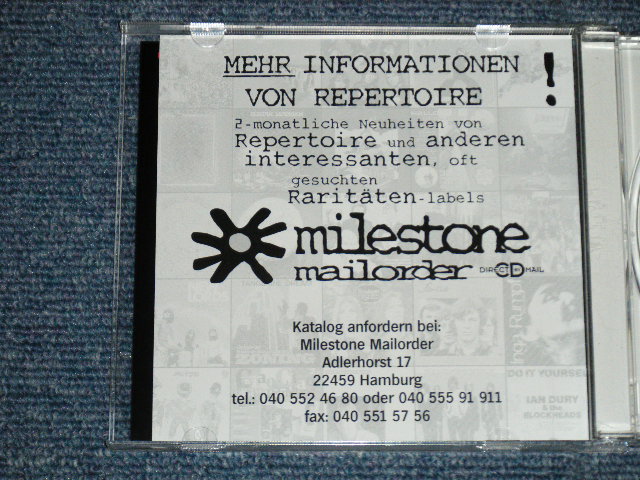 MEHR INFORMATIONEN !
VON REPERTOIRE
2-monatliche Neuheiten von
Repertoire und anderen
interessanten, oft
gesuchten
Raritäten-labels
milestone
mailorder DIRECT CD MAIL
Katalog anfordern bei:
Milestone Mailorder
Adlerhorst 17
22459 Hamburg
tel.: 040 552 46 80 oder 040 555 91 911
fax: 040 551 57 56
DO IT YOURSELF
IAN DURY
& the
BLOCKHEADS